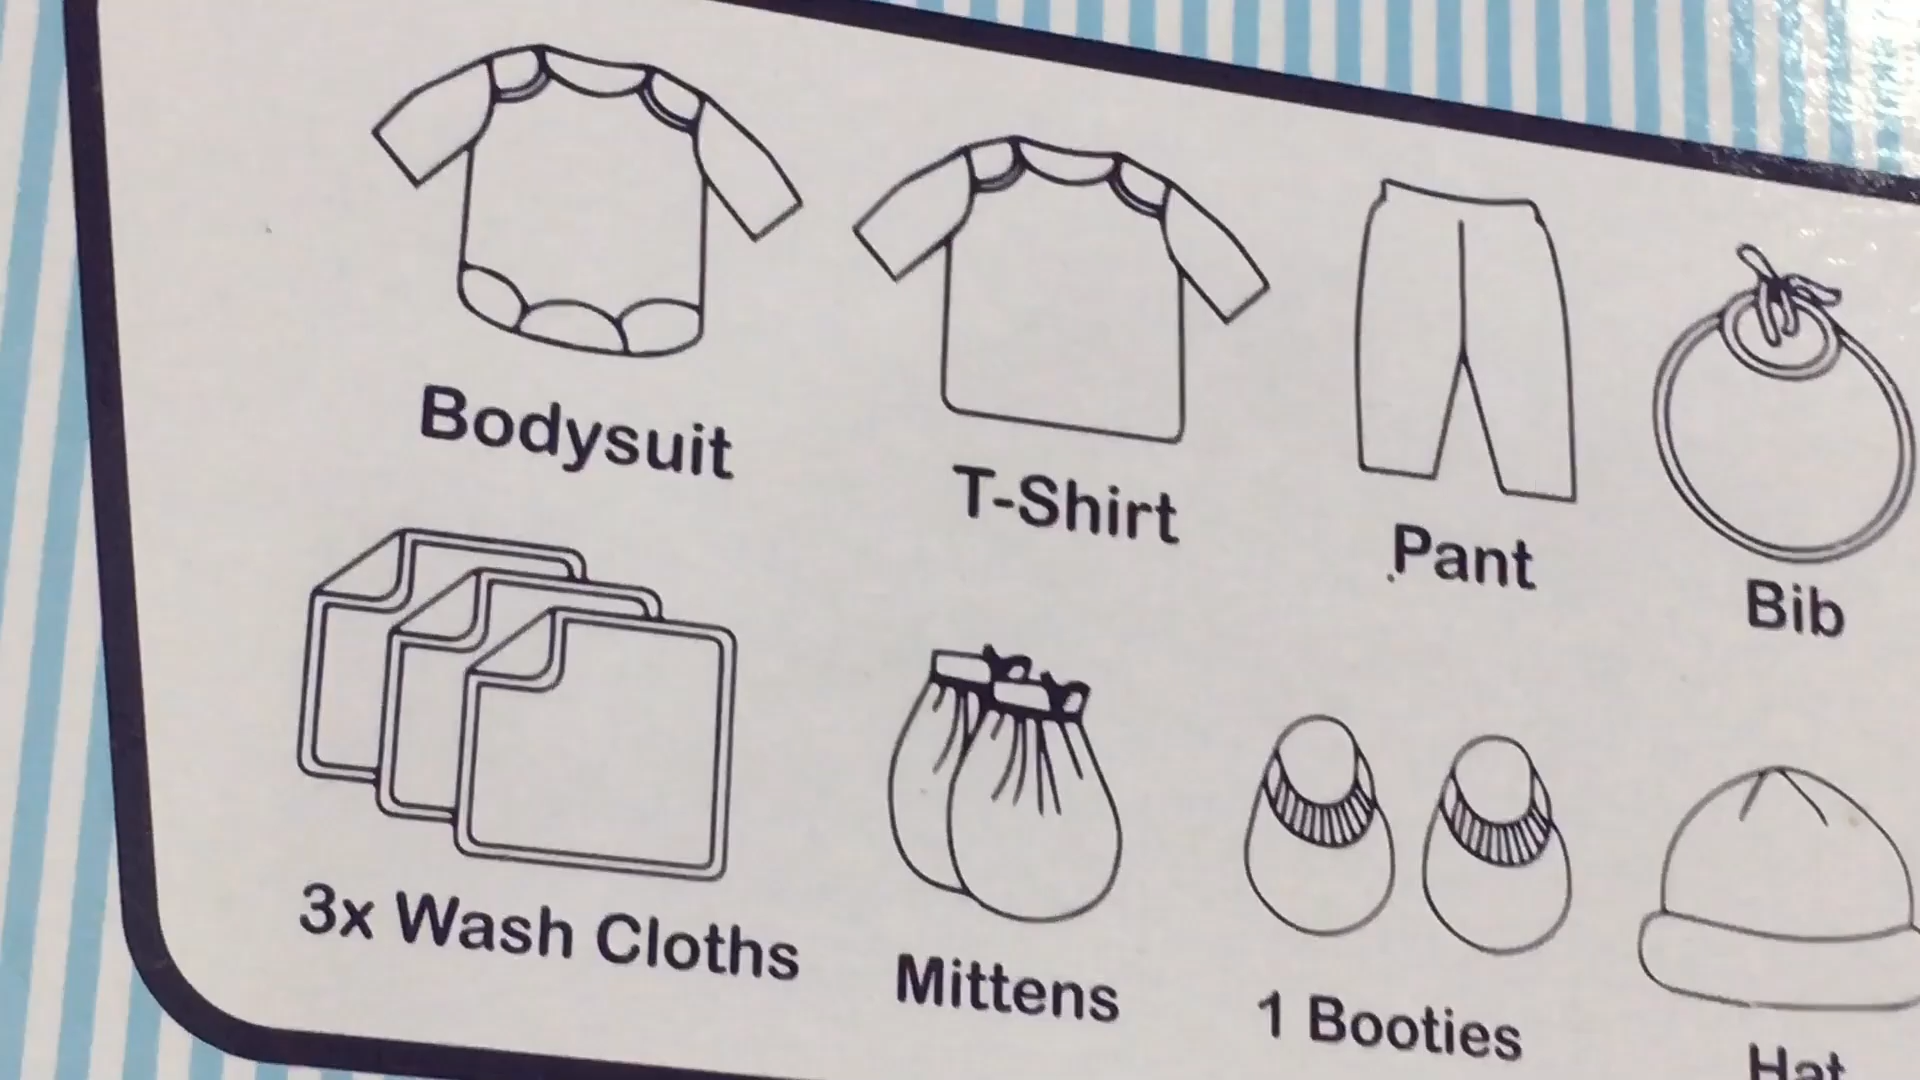 Bodysuit
T-Shirt
Pant
Bib
3x Wash Cloths
Mittens
1 Booties
Hat